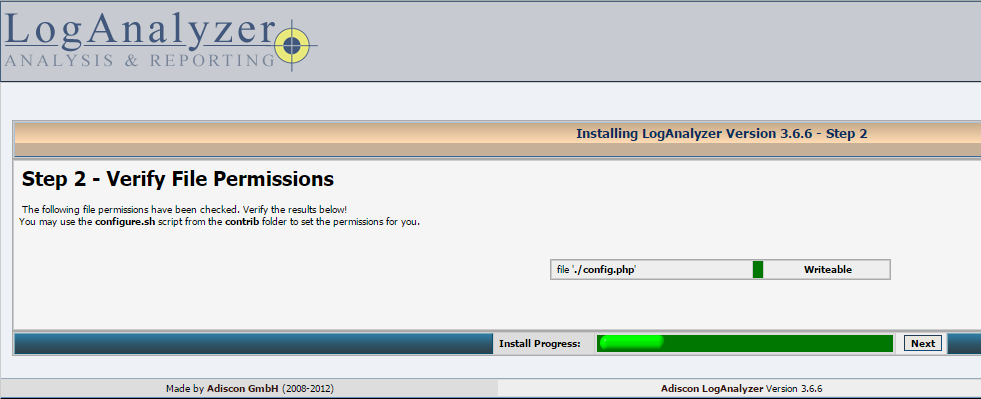 LogAnalyzer
ANALYSIS & REPORTING
Installing LogAnalyzer Version 3.6.6 - Step 2
Step 2 - Verify File Permissions
The following file permissions have been checked. Verify the results below!
You may use the configure.sh script from the contrib folder to set the permissions for you.
file './config.php' Writeable
Install Progress: Next
Made by Adiscon GmbH (2008-2012) Adiscon LogAnalyzer Version 3.6.6